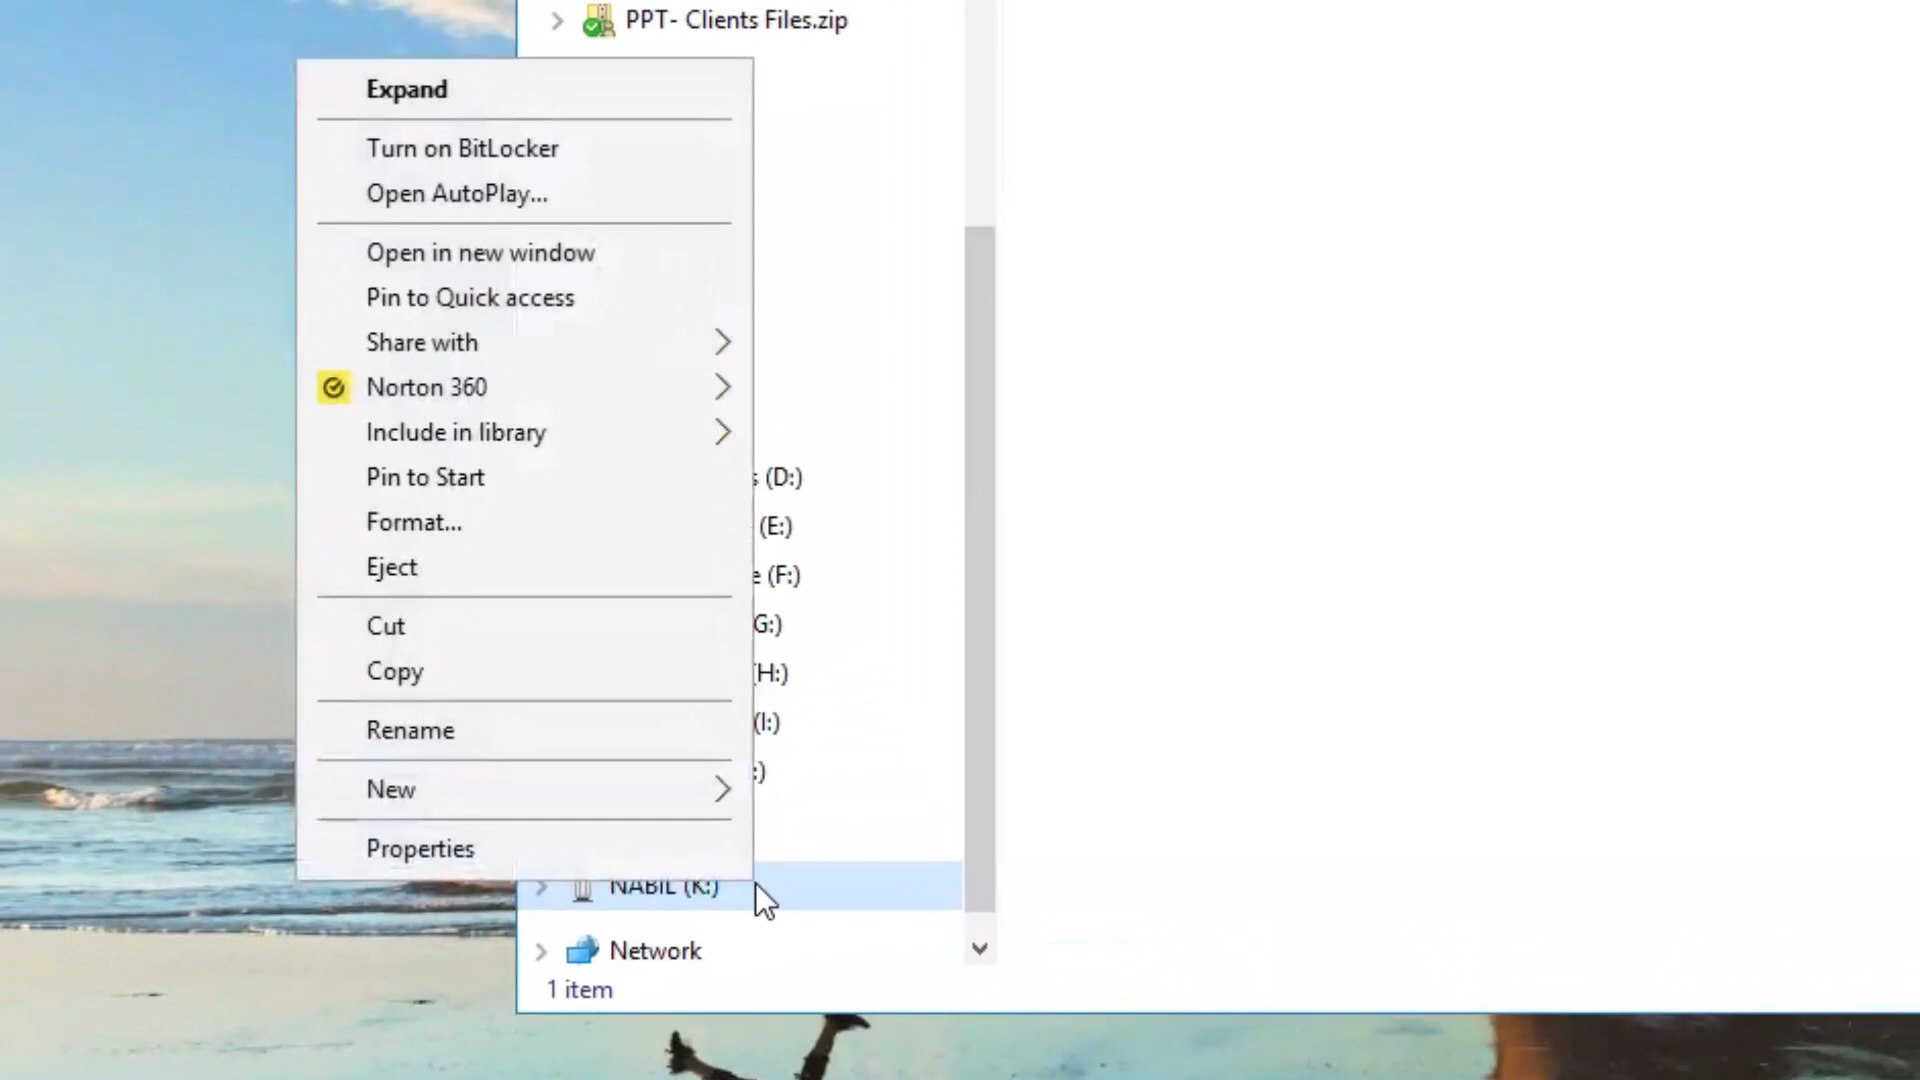 PPT- Clients Files.zip
Expand
Turn on BitLocker
Open AutoPlay...
Open in new window
Pin to Quick access
Share with
Norton 360
Include in library
Pin to Start
Format...
Eject
Cut
Copy
Rename
New
Properties
s (D:)
(E:)
e (F:)
G:)
(H:)
(I:)
:)
NABIL (K:)
Network
1 item